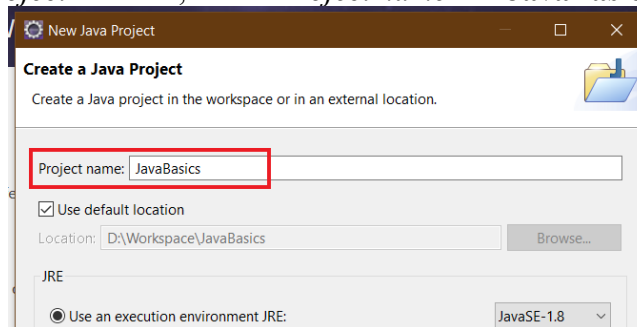 New Java Project
Create a Java Project
Create a Java project in the workspace or in an external location.
Project name: JavaBasics
Use default location
Location: D:\Workspace\JavaBasics Browse...
JRE
Use an execution environment JRE: JavaSE-1.8